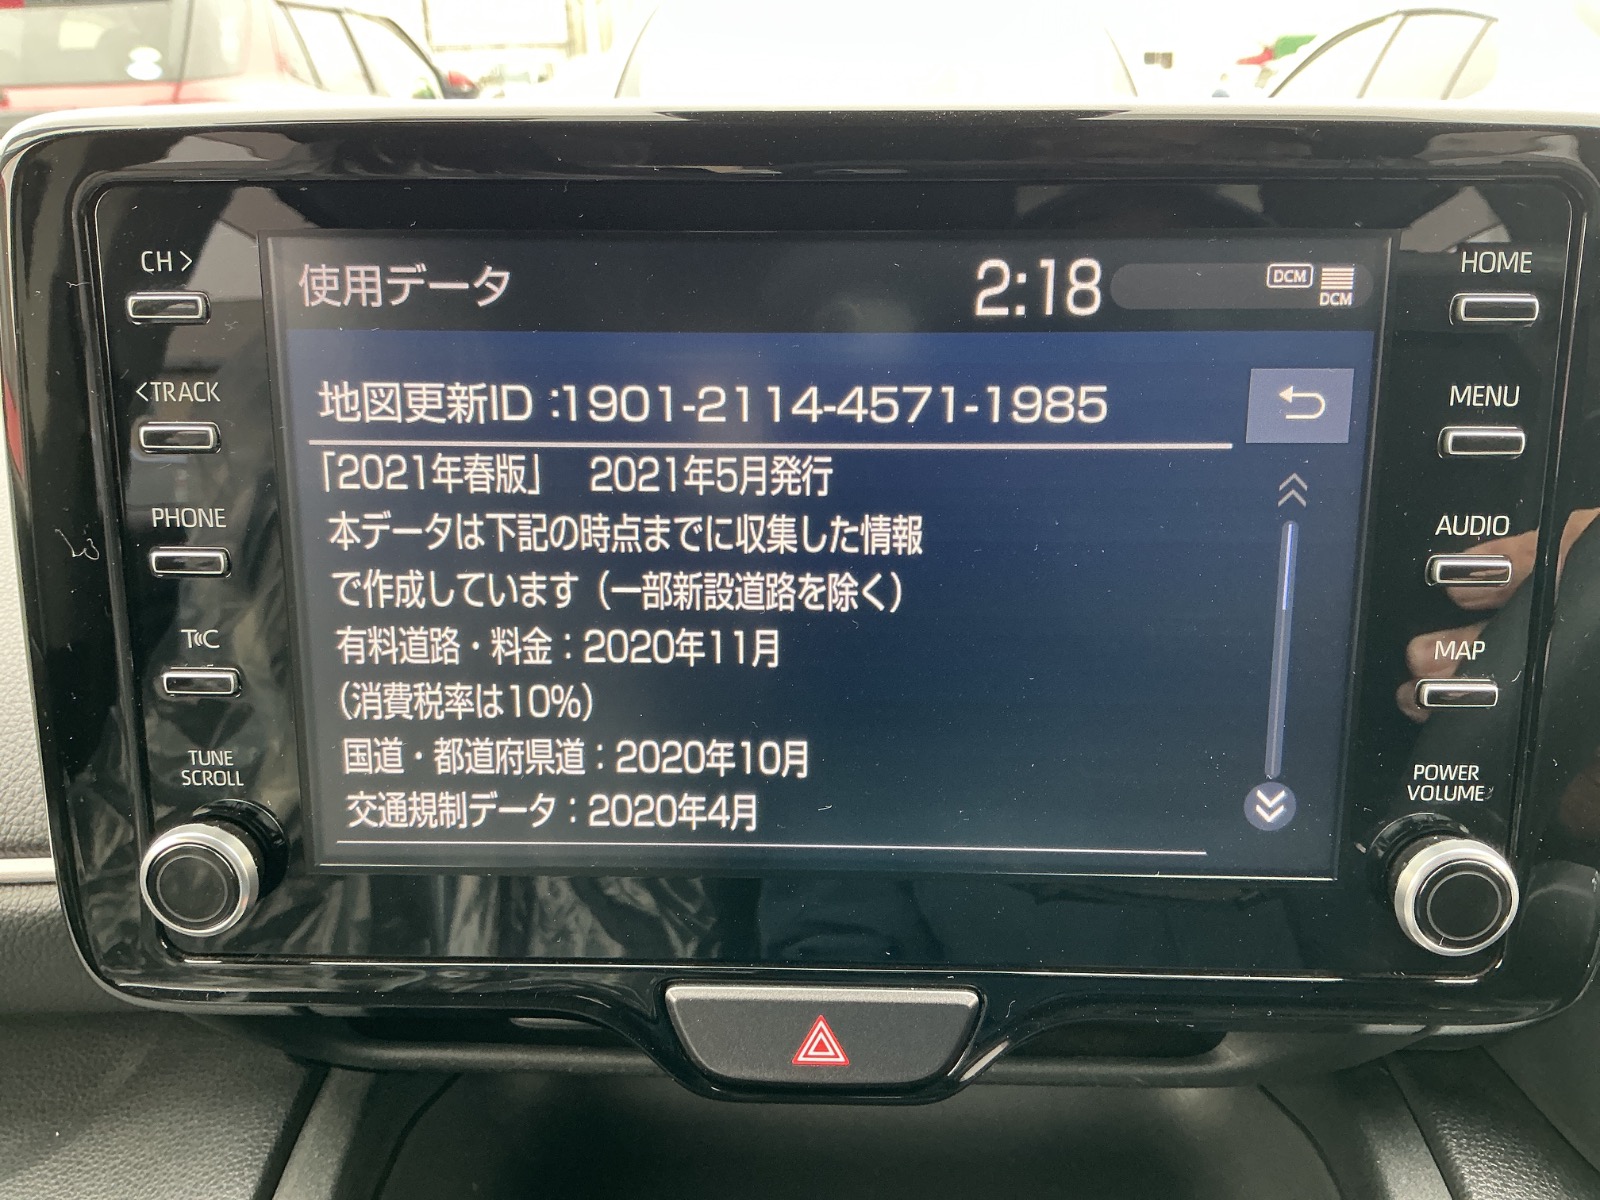 使用データ 2:18 DCM DCM
地図更新ID:1901-2114-4571-1985
「2021年春版」 2021年5月発行
本データは下記の時点までに収集した情報
で作成しています（一部新設道路を除く）
有料道路・料金：2020年11月
（消費税率は10%）
国道・都道府県道：2020年10月
交通規制データ：2020年4月
CH>
<TRACK
PHONE
T C
TUNE
SCROLL
HOME
MENU
AUDIO
MAP
POWER
VOLUME